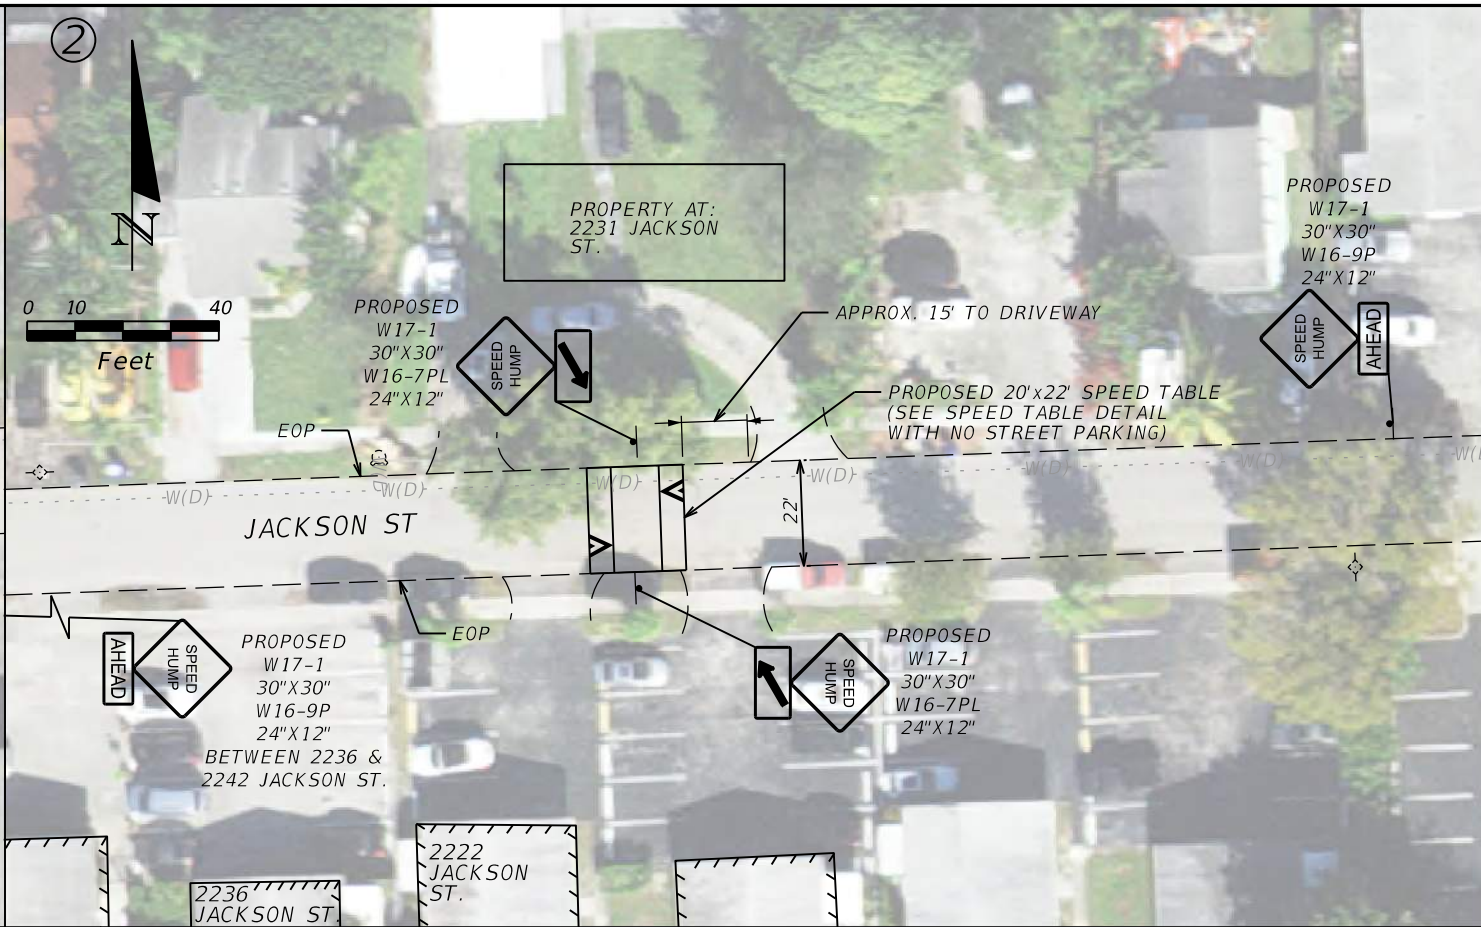 2
N
0 10 40
Feet
PROPERTY AT:
2231 JACKSON
ST.
PROPOSED
W17-1
30"X30"
W16-9P
24"X12"
SPEED
HUMP
AHEAD
PROPOSED
W17-1
30"X30"
W16-7PL
24"X12"
SPEED
HUMP
APPROX. 15' TO DRIVEWAY
PROPOSED 20'x22' SPEED TABLE
(SEE SPEED TABLE DETAIL
WITH NO STREET PARKING)
EOP
W(D) W(D) W(D) W(D) W(D) W(D)
JACKSON ST
22'
EOP
AHEAD
SPEED
HUMP
PROPOSED
W17-1
30"X30"
W16-9P
24"X12"
BETWEEN 2236 &
2242 JACKSON ST.
SPEED
HUMP
PROPOSED
W17-1
30"X30"
W16-7PL
24"X12"
2222
JACKSON
ST.
2236
JACKSON ST.